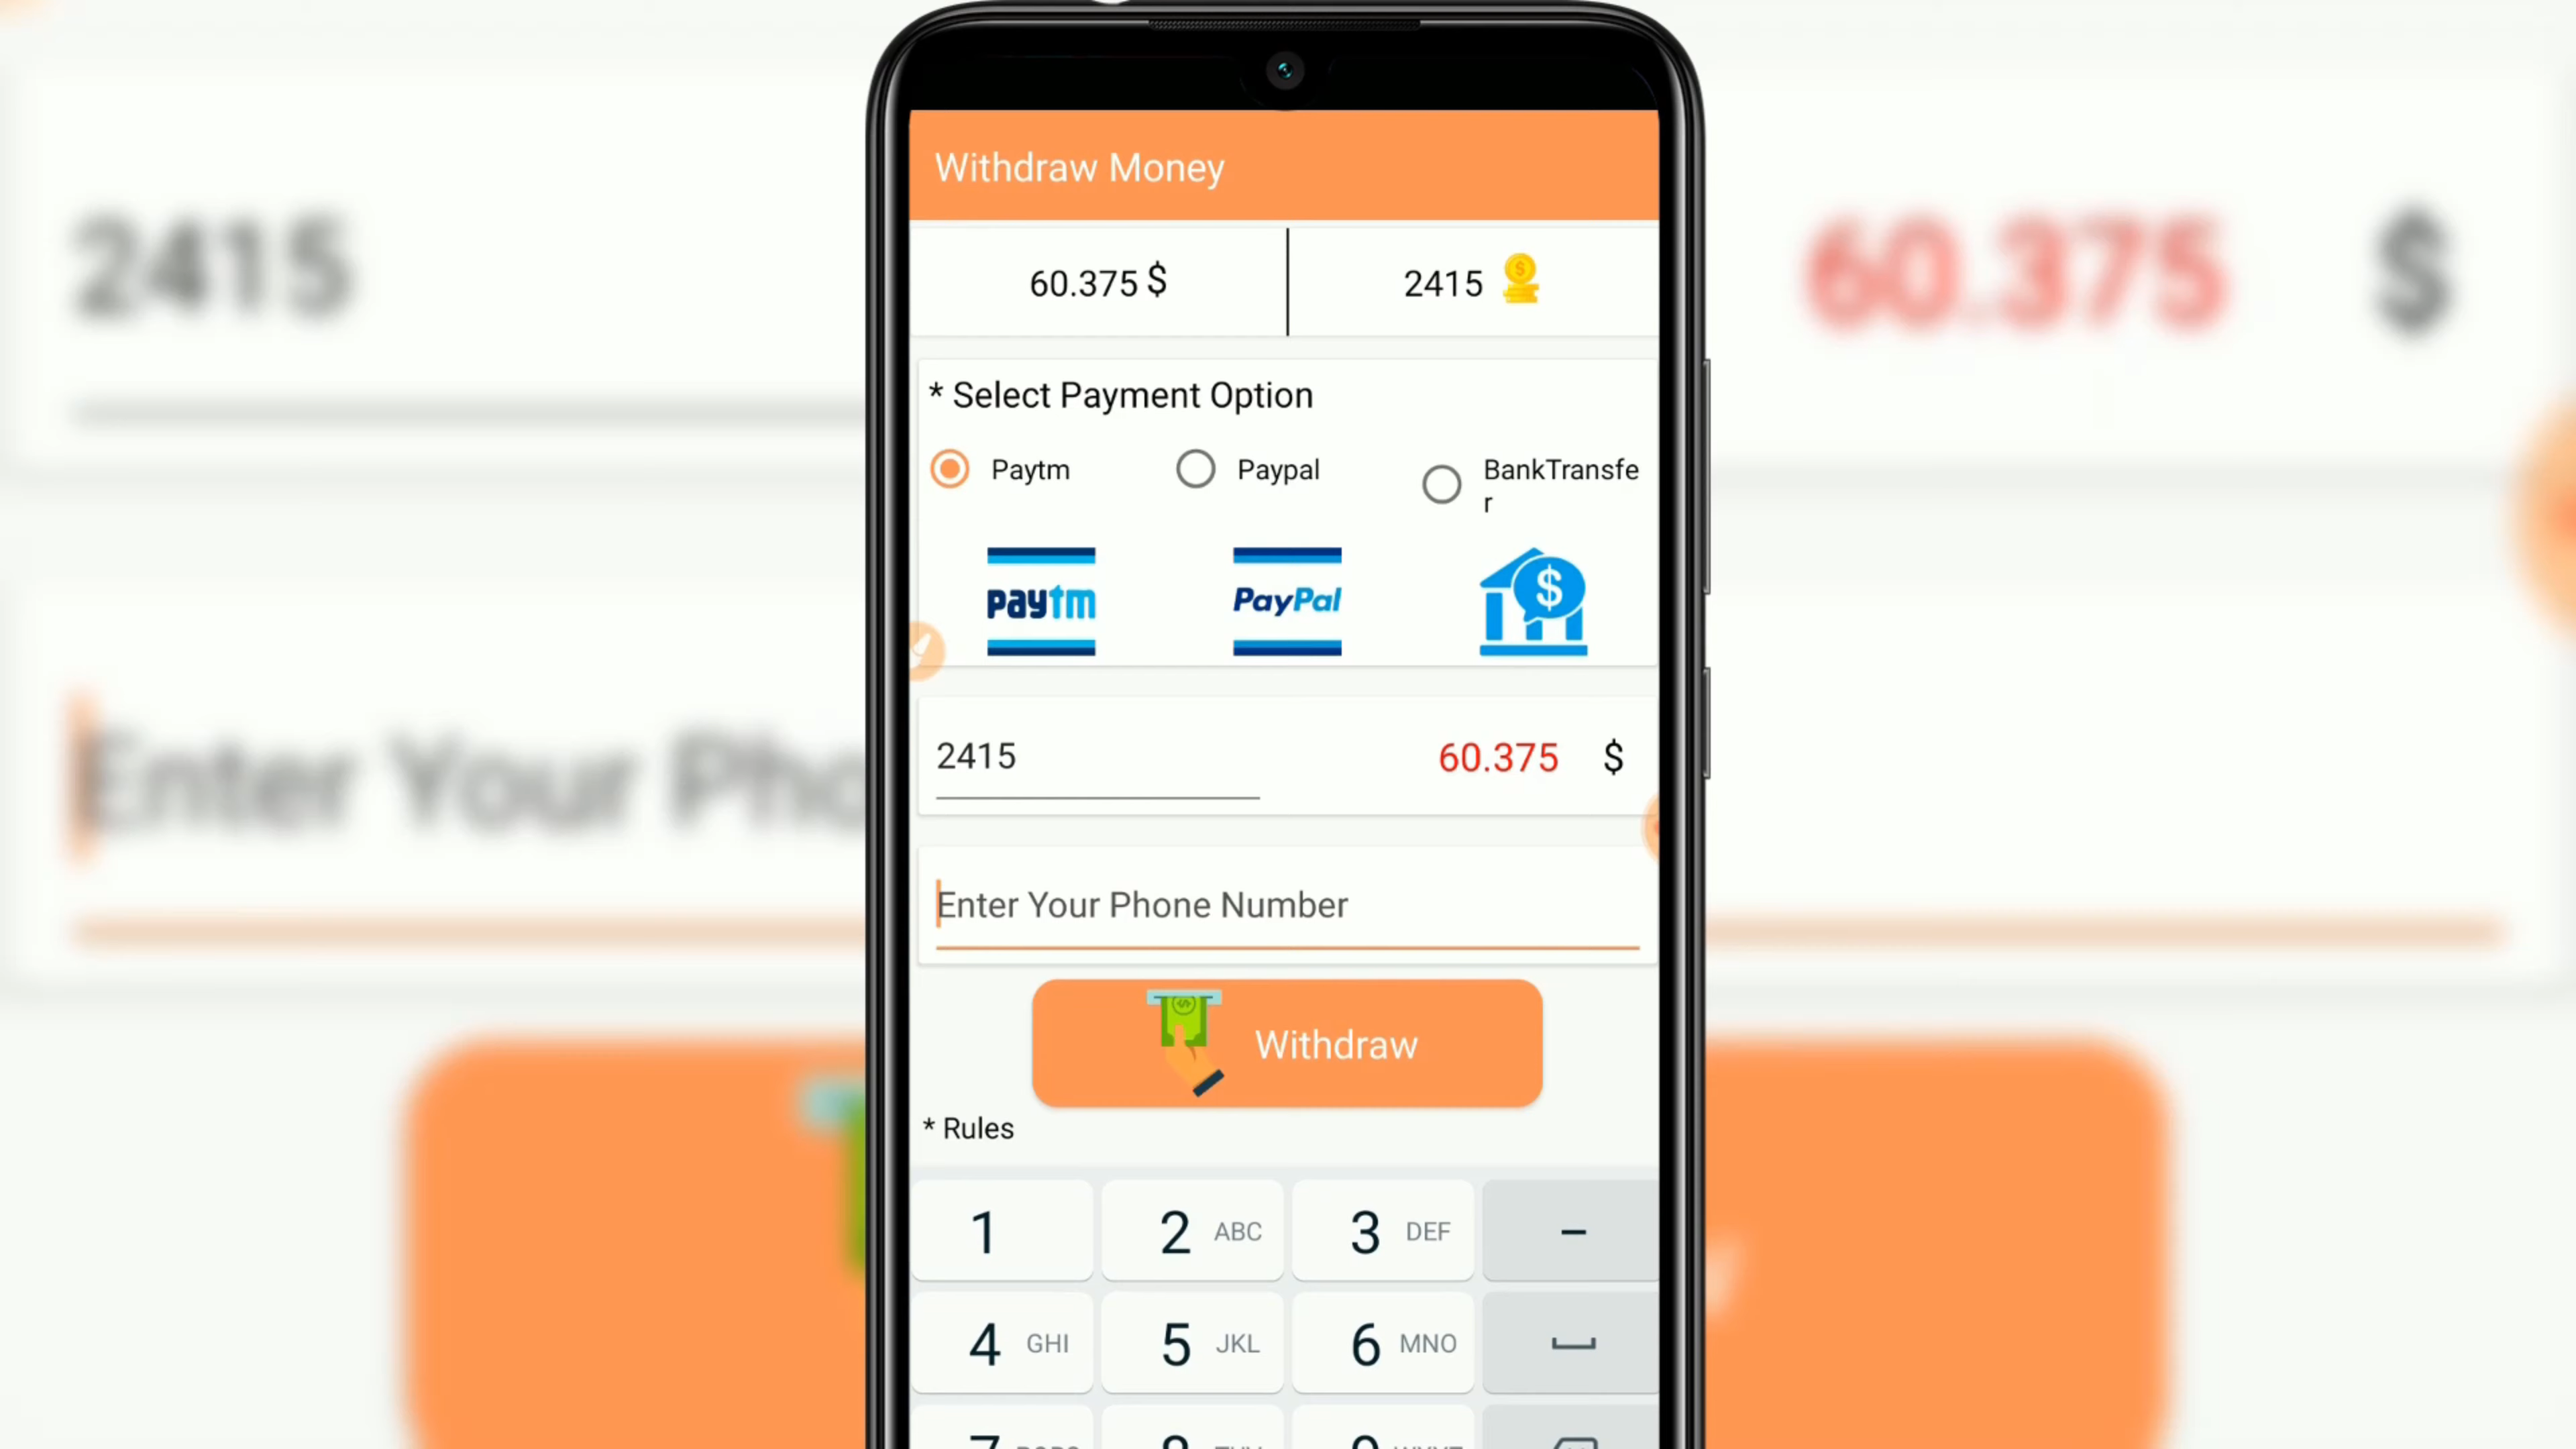 Withdraw Money
60.375 $
2415
* Select Payment Option
Paytm
Paypal
BankTransfe
r
paytm
PayPal
$
2415
60.375 $
Enter Your Phone Number
Withdraw
* Rules
1
2 ABC
3 DEF
–
4 GHI
5 JKL
6 MNO
2415
60.375 $
Enter Your Pho